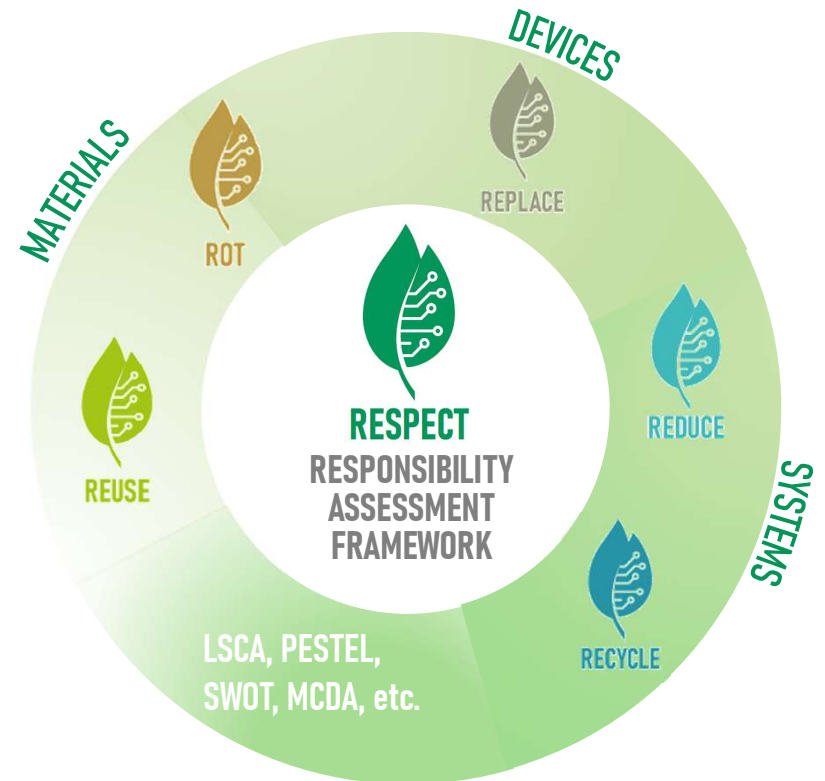 DEVICES
MATERIALS
ROT
REPLACE
REUSE
REDUCE
RESPECT
RESPONSIBILITY
ASSESSMENT
FRAMEWORK
SYSTEMS
RECYCLE
LSCA, PESTEL,
SWOT, MCDA, etc.